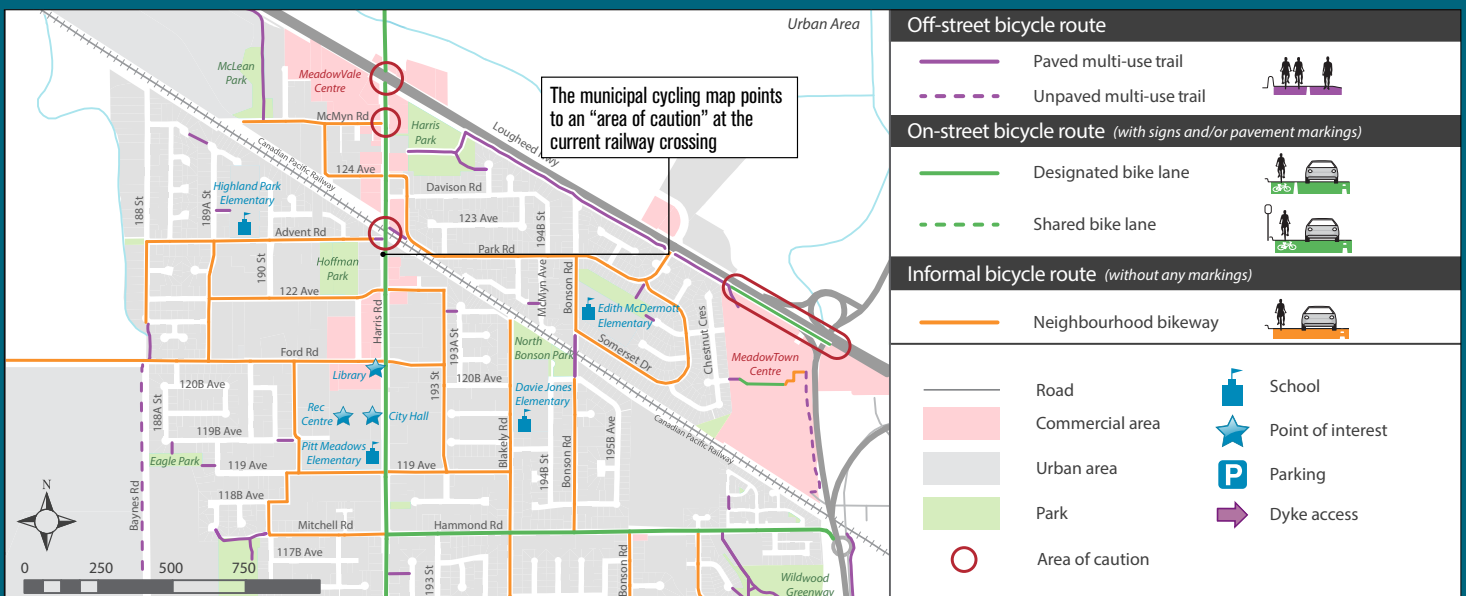 Urban Area
McLean
Park
MeadowVale
Centre
McMyn Rd
Harris
Park
The municipal cycling map points
to an “area of caution” at the
current railway crossing
Lougheed Hwy
Canadian Pacific Railway
124 Ave
Davison Rd
Highland Park
Elementary
188 St
189A St
123 Ave
194B St
Advent Rd
Park Rd
190 St
Hoffman
Park
McMyn Ave
Bonson Rd
122 Ave
Harris Rd
Edith McDermott
Elementary
Chestnut Cres
193A St
North
Bonson Park
Somerset Dr
Ford Rd
MeadowTown
Centre
Library
120B Ave
193 St
120B Ave
Davie Jones
Elementary
188A St
Rec
Centre
City Hall
119B Ave
Pitt Meadows
Elementary
Blakely Rd
195B Ave
Canadian Pacific Railway
Eagle Park
119 Ave
119 Ave
194B St
Bonson Rd
118B Ave
Baynes Rd
N
Mitchell Rd
Hammond Rd
117B Ave
193 St
Bonson Rd
Wildwood
Greenway
0 250 500 750
Off-street bicycle route
Paved multi-use trail
Unpaved multi-use trail
On-street bicycle route (with signs and/or pavement markings)
Designated bike lane
Shared bike lane
Informal bicycle route (without any markings)
Neighbourhood bikeway
Road
Commercial area
Urban area
Park
Area of caution
School
Point of interest
P Parking
Dyke access